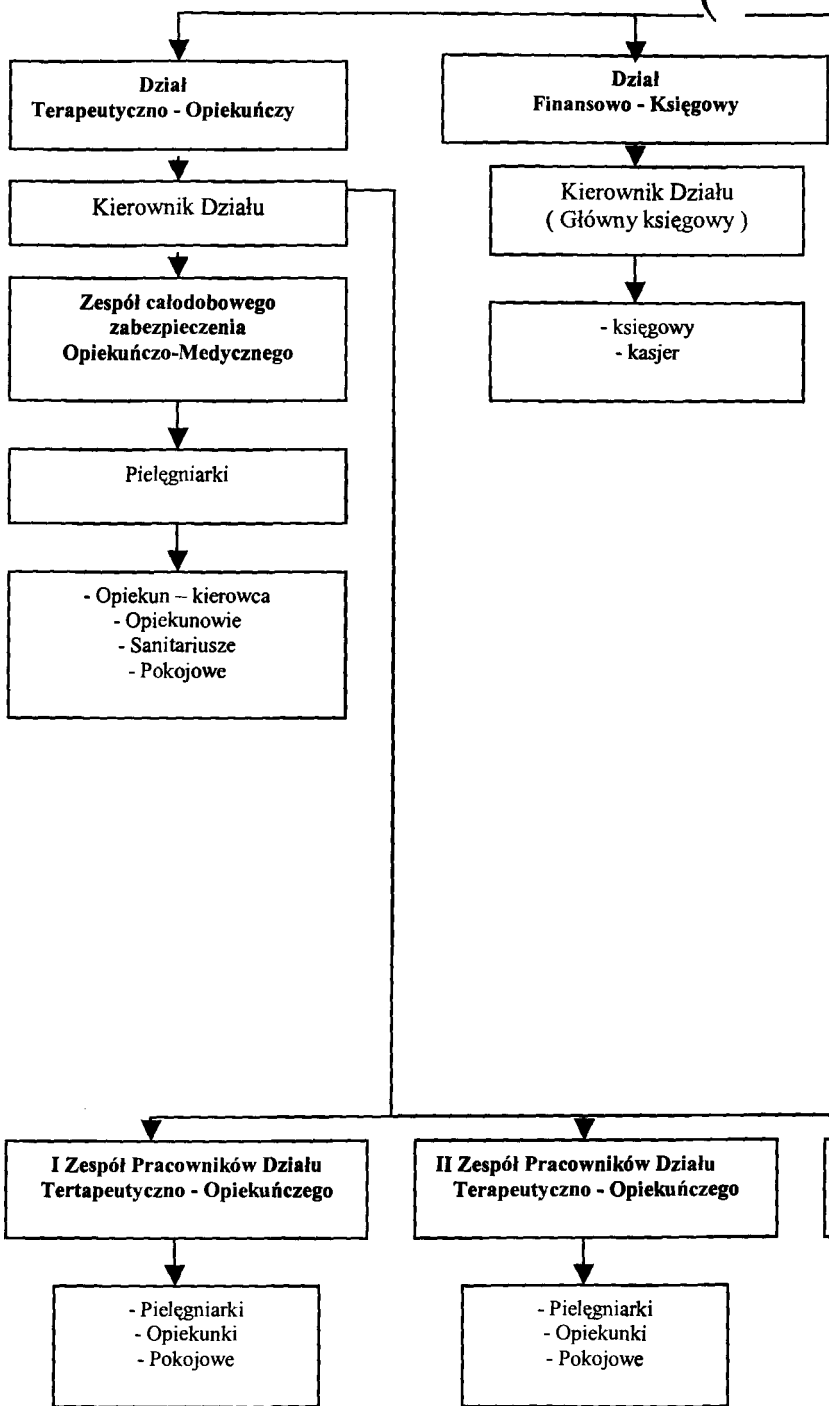 Dział
Terapeutyczno - Opiekuńczy
Kierownik Działu
Zespół całodobowego
zabezpieczenia
Opiekuńczo-Medycznego
Pielęgniarki
- Opiekun – kierowca
- Opiekunowie
- Sanitariusze
- Pokojowe
Dział
Finansowo - Księgowy
Kierownik Działu
( Główny księgowy )
- księgowy
- kasjer
I Zespół Pracowników Działu
Tertapeutyczno - Opiekuńczego
- Pielęgniarki
- Opiekunki
- Pokojowe
II Zespół Pracowników Działu
Terapeutyczno - Opiekuńczego
- Pielęgniarki
- Opiekunki
- Pokojowe